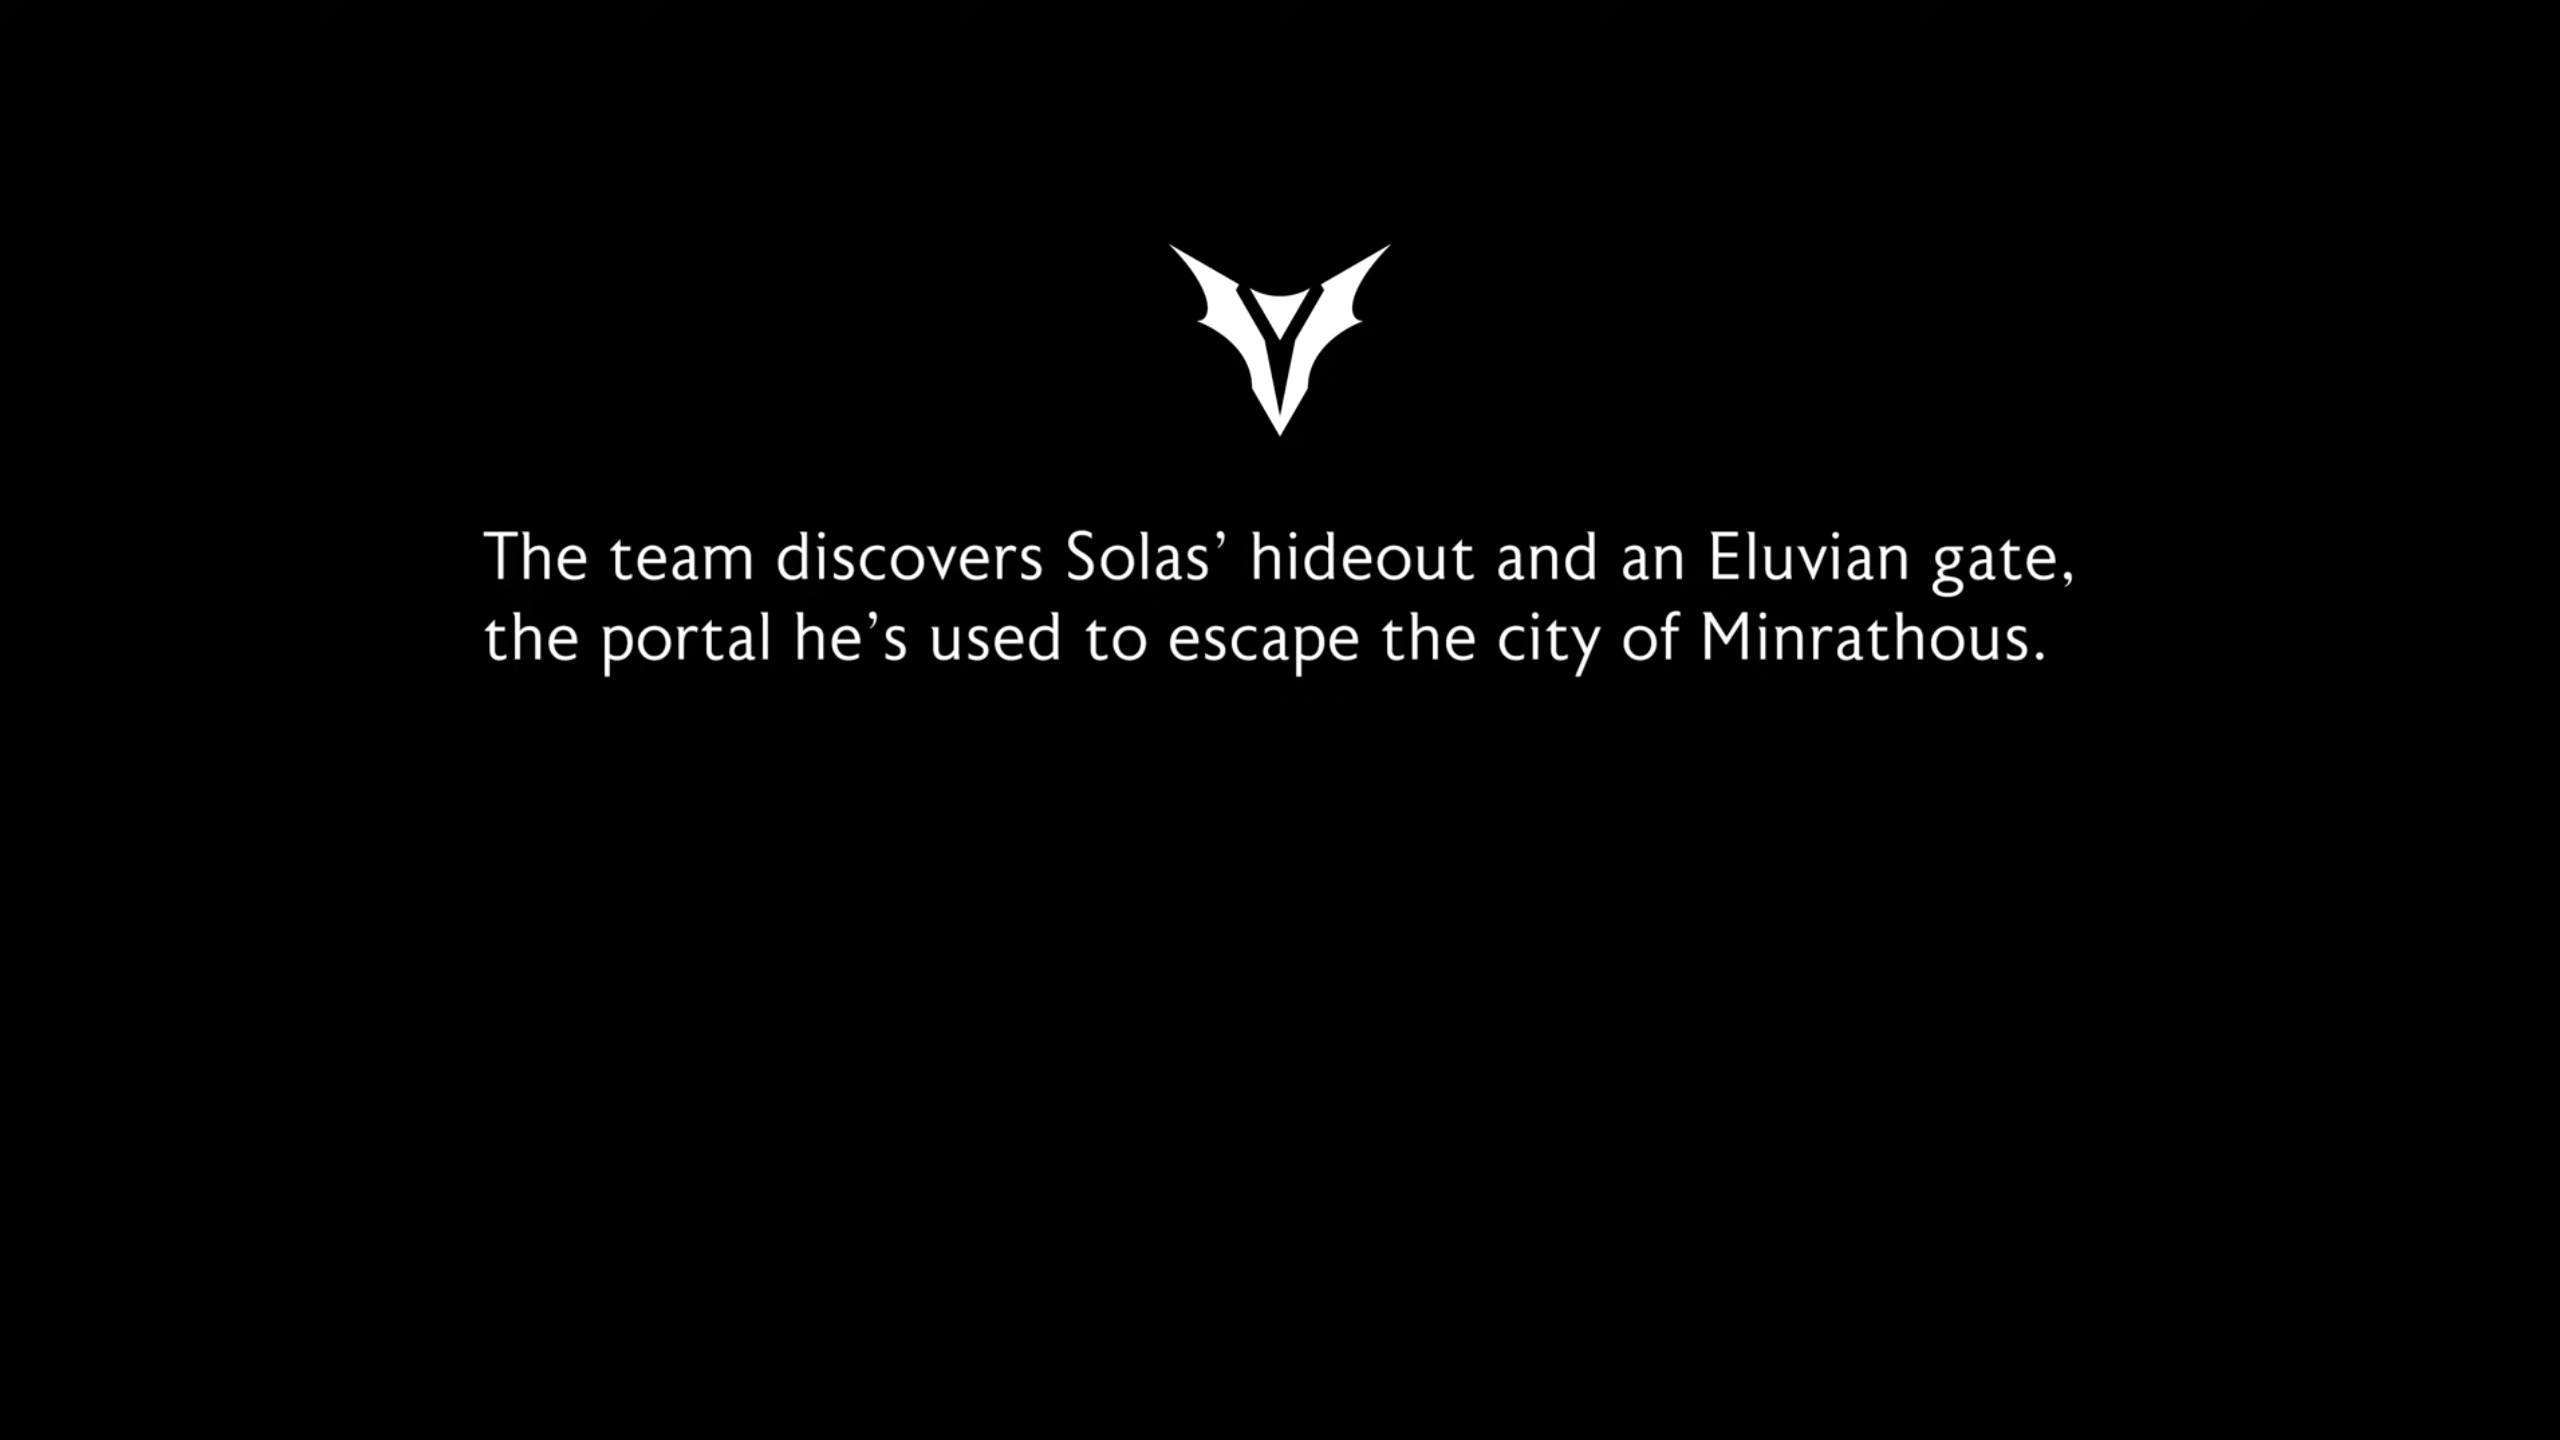 The team discovers Solas’ hideout and an Eluvian gate,
the portal he’s used to escape the city of Minrathous.